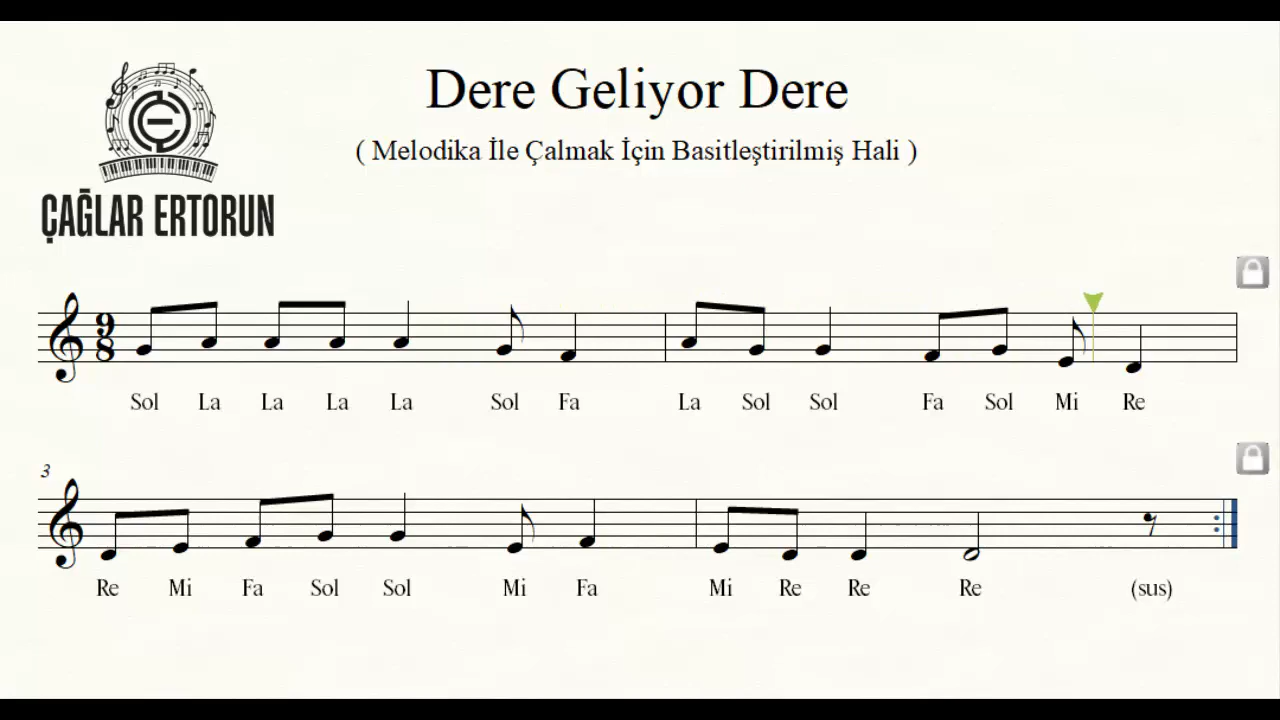 Dere Geliyor Dere
( Melodika İle Çalmak İçin Basitleştirilmiş Hali )
ÇAĞLAR ERTORUN
9
8
Sol La La La La Sol Fa La Sol Sol Fa Sol Mi Re
3
Re Mi Fa Sol Sol Mi Fa Mi Re Re Re (sus)